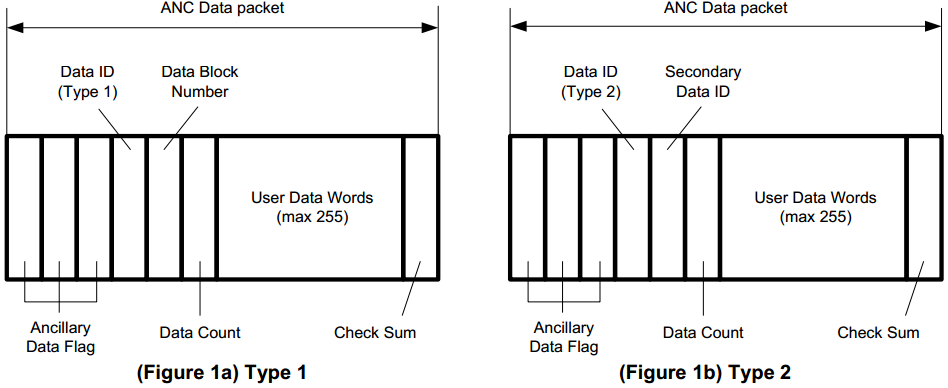 ANC Data packet
Data ID
(Type 1)
Data Block
Number
User Data Words
(max 255)
Ancillary
Data Flag
Data Count
Check Sum
(Figure 1a) Type 1
ANC Data packet
Data ID
(Type 2)
Secondary
Data ID
User Data Words
(max 255)
Ancillary
Data Flag
Data Count
Check Sum
(Figure 1b) Type 2